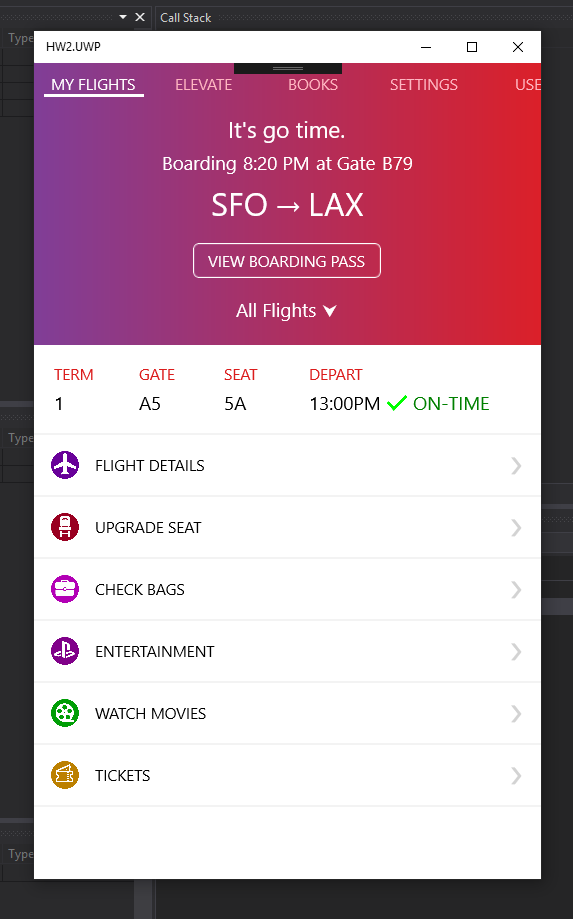 Call Stack
Type
HW2.UWP
MY FLIGHTS ELEVATE BOOKS SETTINGS USE
It's go time.
Boarding 8:20 PM at Gate B79
SFO → LAX
VIEW BOARDING PASS
All Flights
TERM GATE SEAT DEPART
1 A5 5A 13:00PM ON-TIME
Type
FLIGHT DETAILS
UPGRADE SEAT
CHECK BAGS
ENTERTAINMENT
WATCH MOVIES
TICKETS
Type